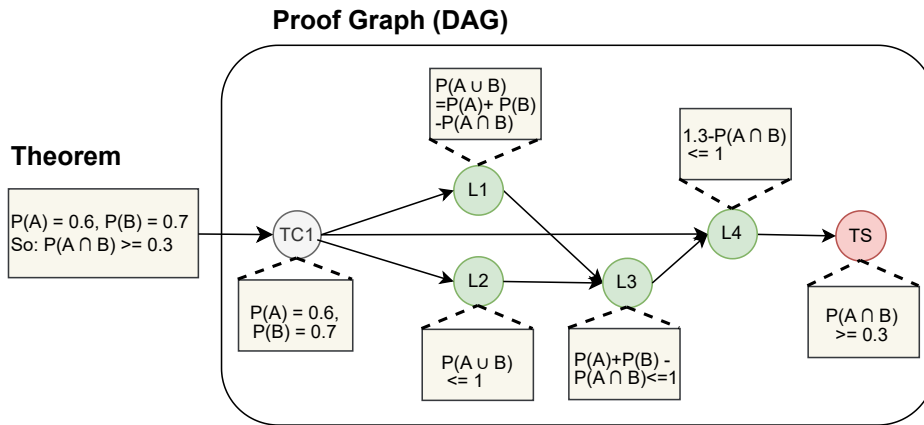 Proof Graph (DAG)
P(A ∪ B)
=P(A)+ P(B)
-P(A ∩ B)
1.3-P(A ∩ B)
<= 1
Theorem
P(A) = 0.6, P(B) = 0.7
So: P(A ∩ B) >= 0.3
TC1
L1
L2
L3
L4
TS
P(A) = 0.6,
P(B) = 0.7
P(A ∪ B)
<= 1
P(A)+P(B) -
P(A ∩ B)<=1
P(A ∩ B)
>= 0.3